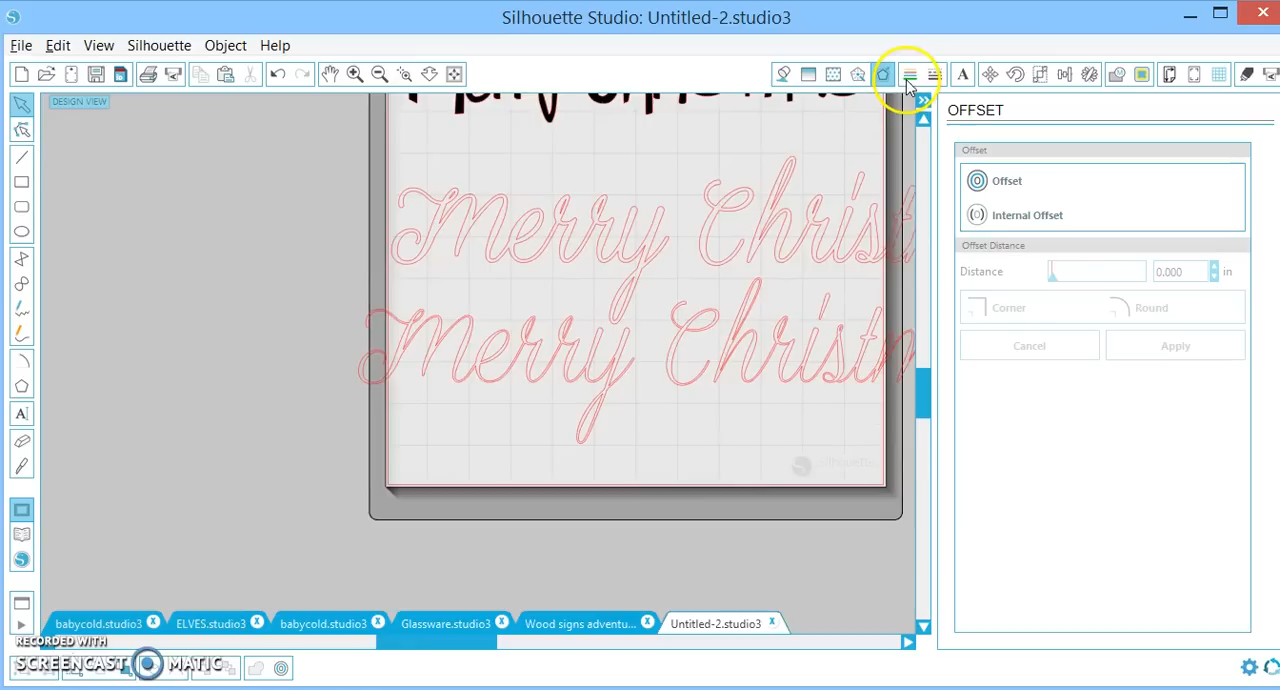 Silhouette Studio: Untitled-2.studio3
File Edit View Silhouette Object Help
DESIGN VIEW
OFFSET
Offset
Offset
Internal Offset
Offset Distance
Distance 0.000 in
Corner Round
Cancel Apply
Merry Christ
Merry Christm
babycold.studio3 ELVES.studio3 babycold.studio3 Glassware.studio3 Wood signs adventu... Untitled-2.studio3
RECORDED WITH
SCREENCAST MATIC